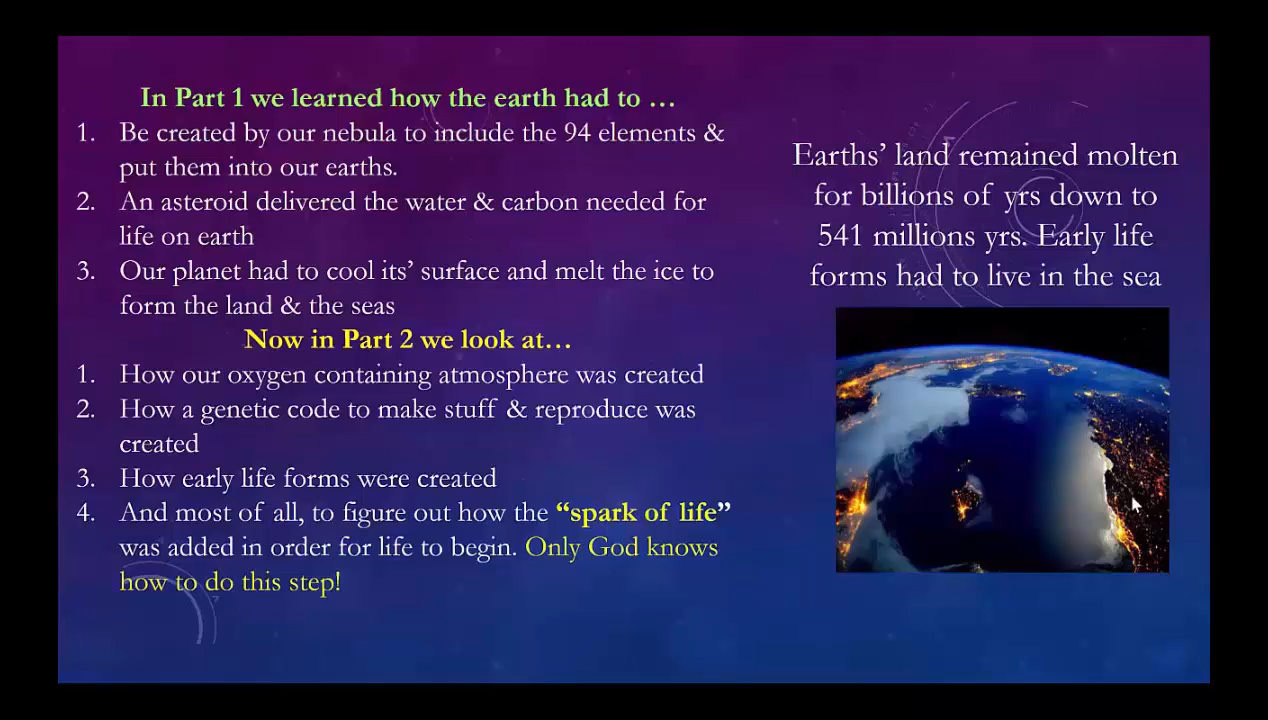 In Part 1 we learned how the earth had to …
1. Be created by our nebula to include the 94 elements &
put them into our earths.
2. An asteroid delivered the water & carbon needed for
life on earth
3. Our planet had to cool its’ surface and melt the ice to
form the land & the seas
Now in Part 2 we look at…
1. How our oxygen containing atmosphere was created
2. How a genetic code to make stuff & reproduce was
created
3. How early life forms were created
4. And most of all, to figure out how the “spark of life”
was added in order for life to begin. Only God knows
how to do this step!
Earths’ land remained molten
for billions of yrs down to
541 millions yrs. Early life
forms had to live in the sea